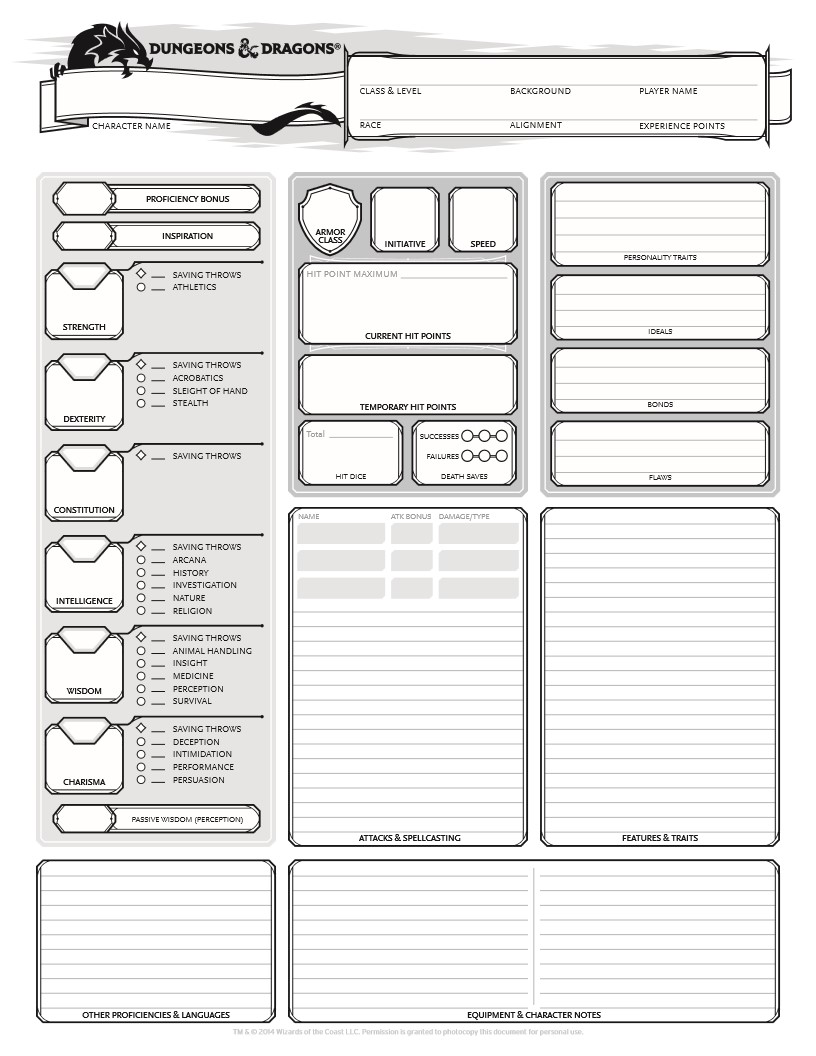 DUNGEONS & DRAGONS®
CHARACTER NAME
CLASS & LEVEL BACKGROUND PLAYER NAME
RACE ALIGNMENT EXPERIENCE POINTS
PROFICIENCY BONUS
INSPIRATION
STRENGTH
SAVING THROWS
ATHLETICS
DEXTERITY
SAVING THROWS
ACROBATICS
SLEIGHT OF HAND
STEALTH
CONSTITUTION
SAVING THROWS
INTELLIGENCE
SAVING THROWS
ARCANA
HISTORY
INVESTIGATION
NATURE
RELIGION
WISDOM
SAVING THROWS
ANIMAL HANDLING
INSIGHT
MEDICINE
PERCEPTION
SURVIVAL
CHARISMA
SAVING THROWS
DECEPTION
INTIMIDATION
PERFORMANCE
PERSUASION
PASSIVE WISDOM (PERCEPTION)
ARMOR
CLASS
INITIATIVE
SPEED
HIT POINT MAXIMUM
CURRENT HIT POINTS
TEMPORARY HIT POINTS
Total
HIT DICE
SUCCESSES
FAILURES
DEATH SAVES
PERSONALITY TRAITS
IDEALS
BONDS
FLAWS
NAME ATK BONUS DAMAGE/TYPE
ATTACKS & SPELLCASTING
FEATURES & TRAITS
OTHER PROFICIENCIES & LANGUAGES
EQUIPMENT & CHARACTER NOTES
TM & © 2014 Wizards of the Coast LLC. Permission is granted to photocopy this document for personal use.